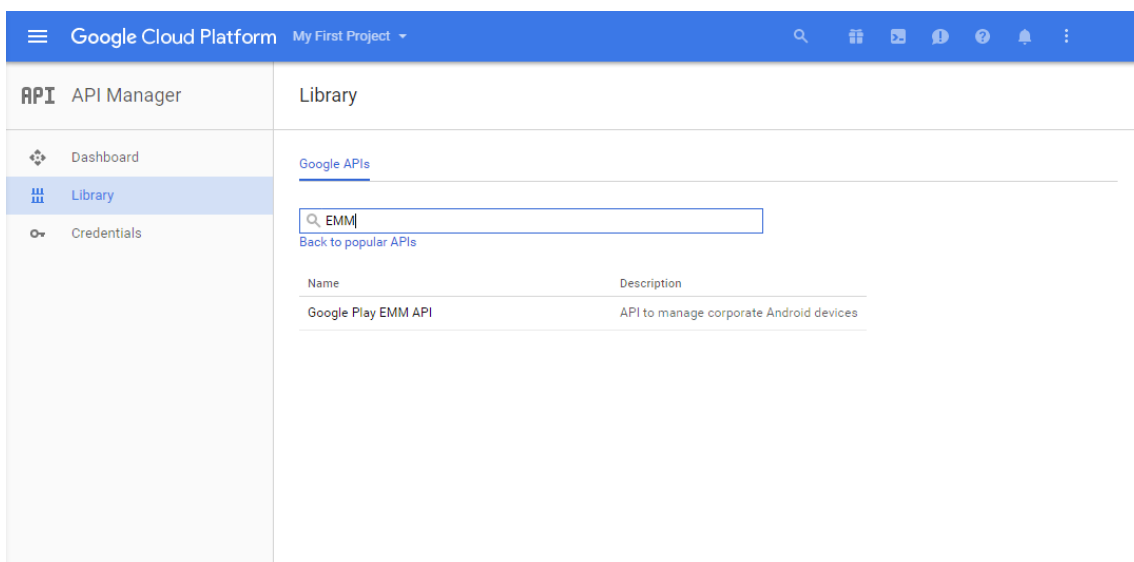 Google Cloud Platform My First Project
API API Manager
Library
Dashboard
Library
Credentials
Google APIs
EMM
Back to popular APIs
Name Description
Google Play EMM API API to manage corporate Android devices